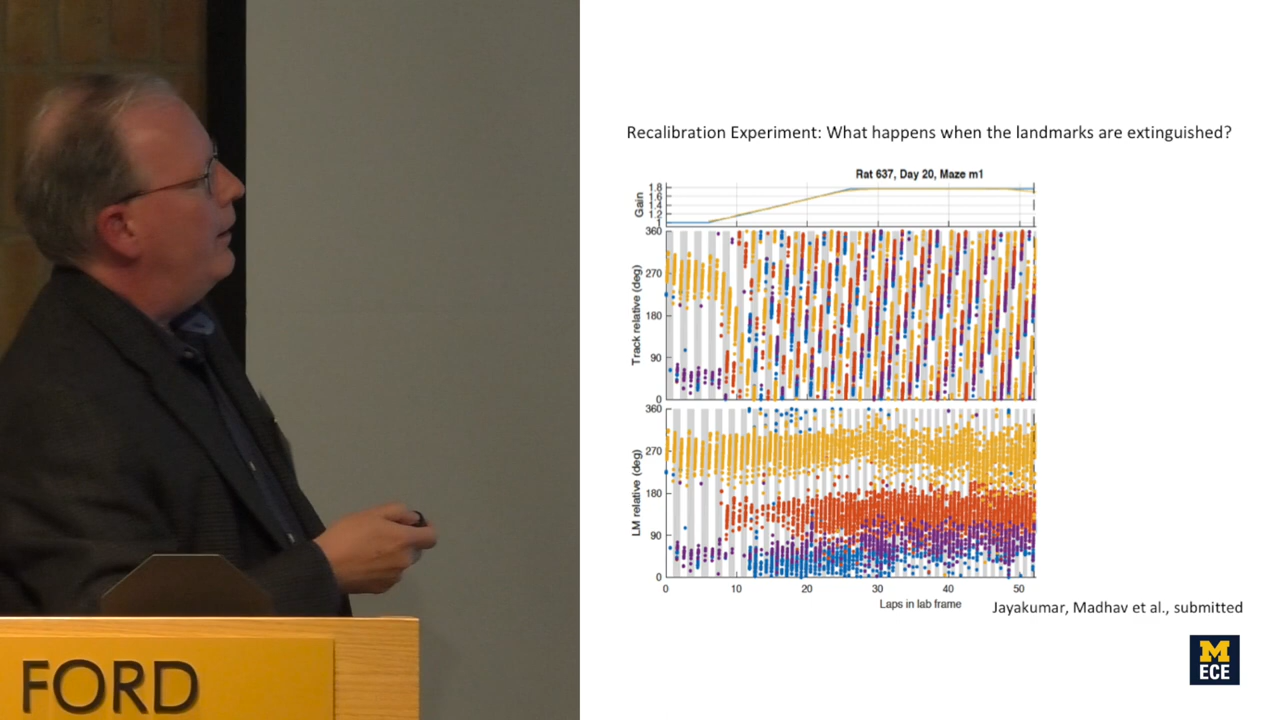 Recalibration Experiment: What happens when the landmarks are extinguished?
Rat 637, Day 20, Maze m1
Gain
1.8
1.6
1.4
1.2
1
Track relative (deg)
360
270
180
90
0
LM relative (deg)
360
270
180
90
0
0 10 20 30 40 50
Laps in lab frame
Jayakumar, Madhav et al., submitted
M
ECE
FORD